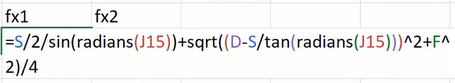 fx1 fx2
=S/2/sin(radians(J15))+sqrt((D-S/tan(radians(J15)))^2+F^
2)/4